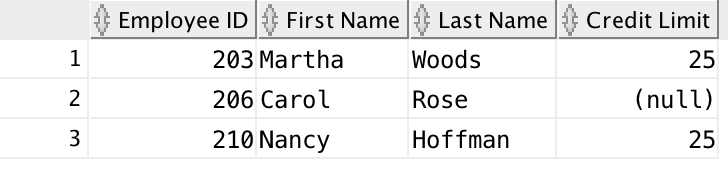 Employee ID First Name Last Name Credit Limit
1 203 Martha Woods 25
2 206 Carol Rose (null)
3 210 Nancy Hoffman 25